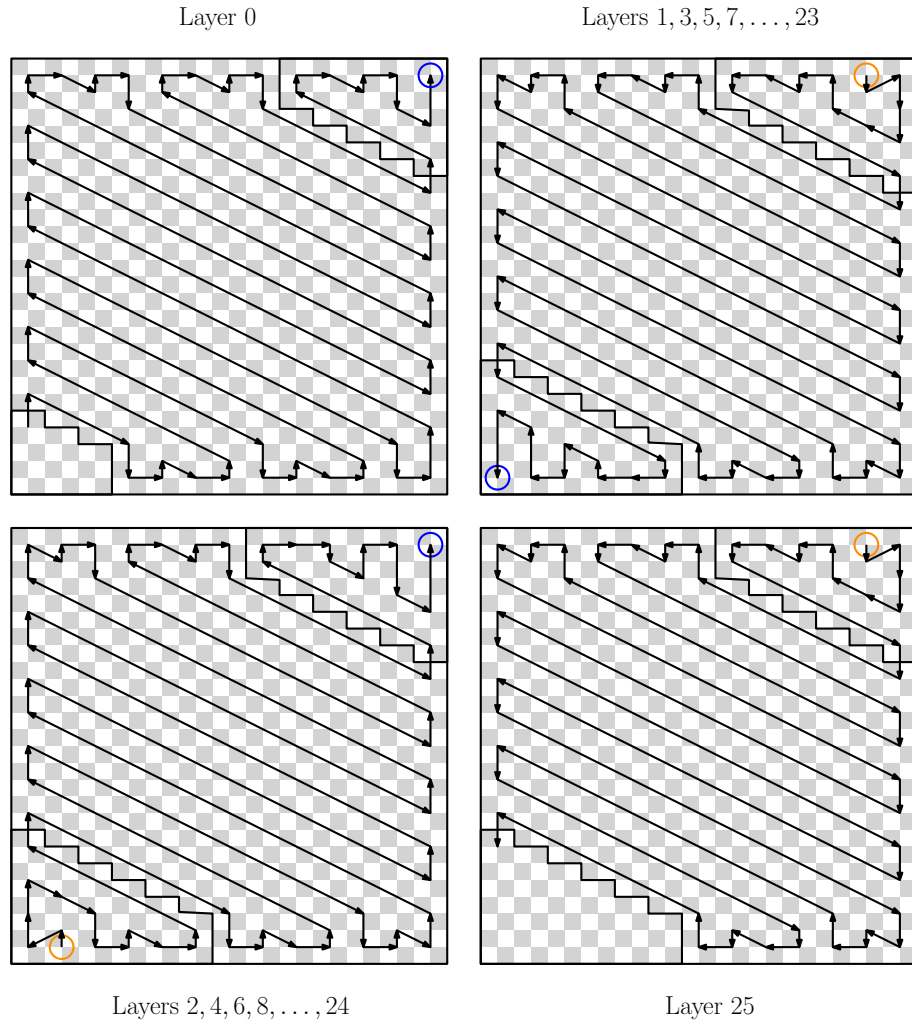 Layer 0
Layers 1, 3, 5, 7, . . . , 23
Layers 2, 4, 6, 8, . . . , 24
Layer 25